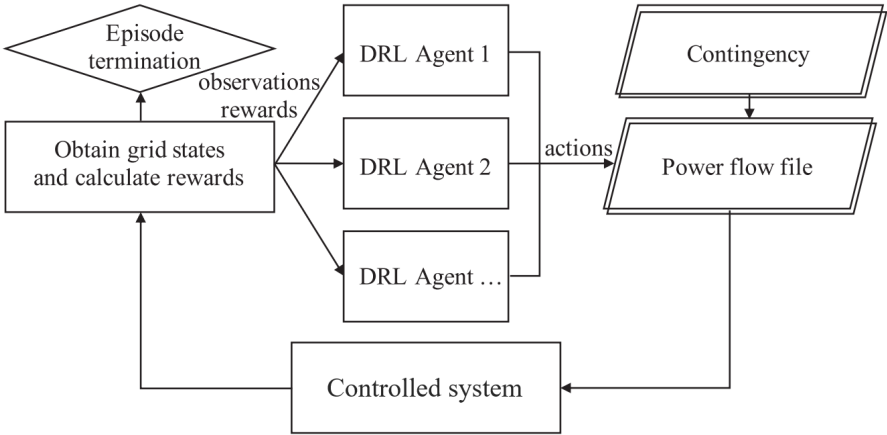 Episode
termination
observations
rewards
DRL Agent 1
Contingency
Obtain grid states
and calculate rewards
DRL Agent 2
actions
Power flow file
DRL Agent …
Controlled system